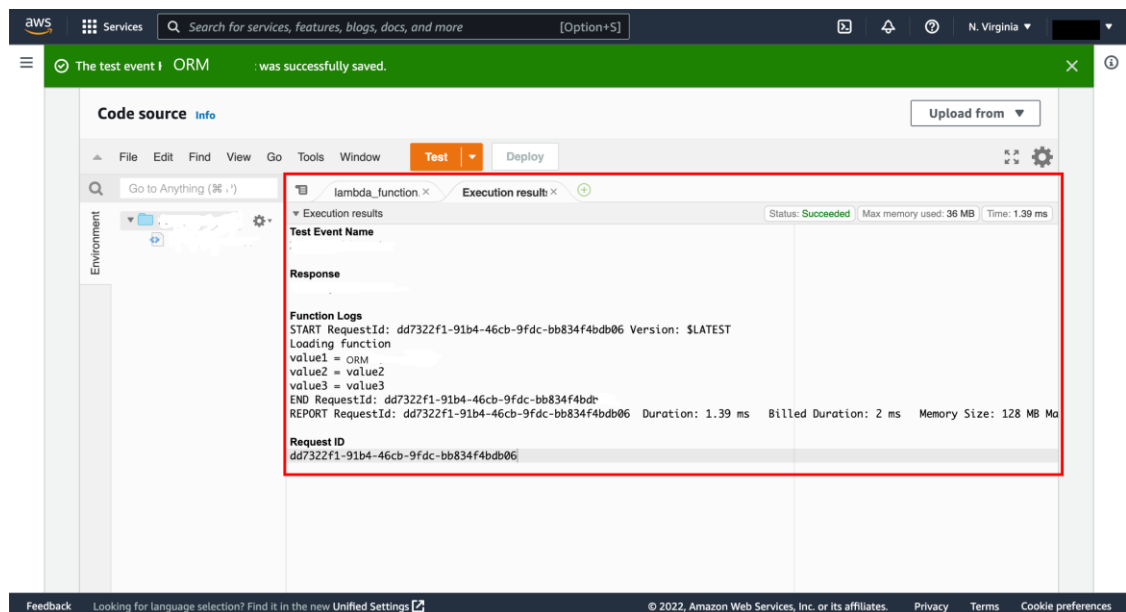 aws Services Search for services, features, blogs, docs, and more [Option+S] N. Virginia
The test event ORM was successfully saved.
Code source Info Upload from
File Edit Find View Go Tools Window Test Deploy
Go to Anything (⌘
lambda_function. × Execution results ×
Environment
Execution results Status: Succeeded Max memory used: 36 MB Time: 1.39 ms
Test Event Name
Response
Function Logs
START RequestId: dd7322f1-91b4-46cb-9fdc-bb834f4bdb06 Version: $LATEST
Loading function
value1 = ORM
value2 = value2
value3 = value3
END RequestId: dd7322f1-91b4-46cb-9fdc-bb834f4bdb
REPORT RequestId: dd7322f1-91b4-46cb-9fdc-bb834f4bdb06 Duration: 1.39 ms Billed Duration: 2 ms Memory Size: 128 MB Ma
Request ID
dd7322f1-91b4-46cb-9fdc-bb834f4bdb06
Feedback Looking for language selection? Find it in the new Unified Settings © 2022, Amazon Web Services, Inc. or its affiliates. Privacy Terms Cookie preferences